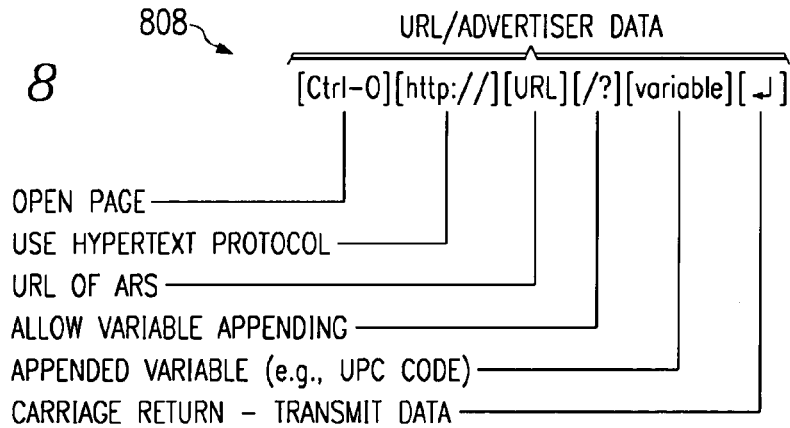 808
URL/ADVERTISER DATA
8
[Ctrl-O][http://][URL][/?][variable][↵]
OPEN PAGE
USE HYPERTEXT PROTOCOL
URL OF ARS
ALLOW VARIABLE APPENDING
APPENDED VARIABLE (e.g., UPC CODE)
CARRIAGE RETURN – TRANSMIT DATA